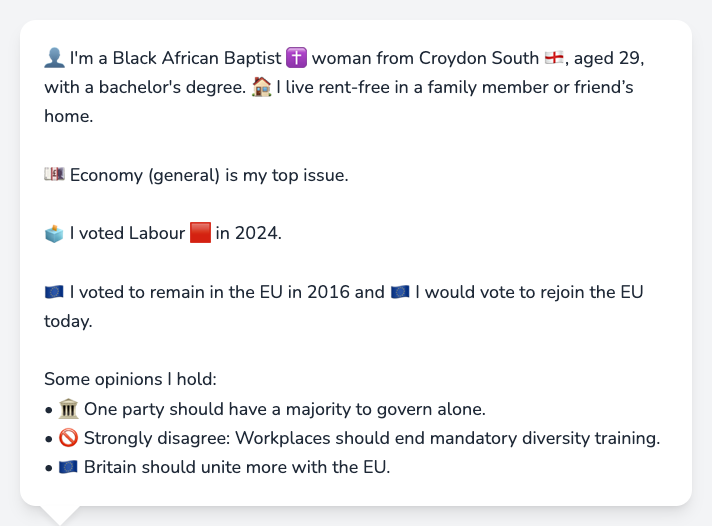 👤 I'm a Black African Baptist ✝️ woman from Croydon South 🏴󠁧󠁢󠁥󠁮󠁧󠁿, aged 29,
with a bachelor's degree. 🏠 I live rent-free in a family member or friend’s
home.
💷 Economy (general) is my top issue.
🗳️ I voted Labour 🟥 in 2024.
🇪🇺 I voted to remain in the EU in 2016 and 🇪🇺 I would vote to rejoin the EU
today.
Some opinions I hold:
• 🏛️ One party should have a majority to govern alone.
• 🚫 Strongly disagree: Workplaces should end mandatory diversity training.
• 🇪🇺 Britain should unite more with the EU.